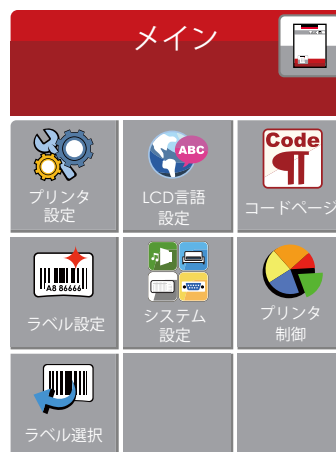 メイン
ABC
Code
プリンタ
設定
LCD言語
設定
コードページ
AB 86666
ラベル設定
システム
設定
プリンタ
制御
ラベル選択